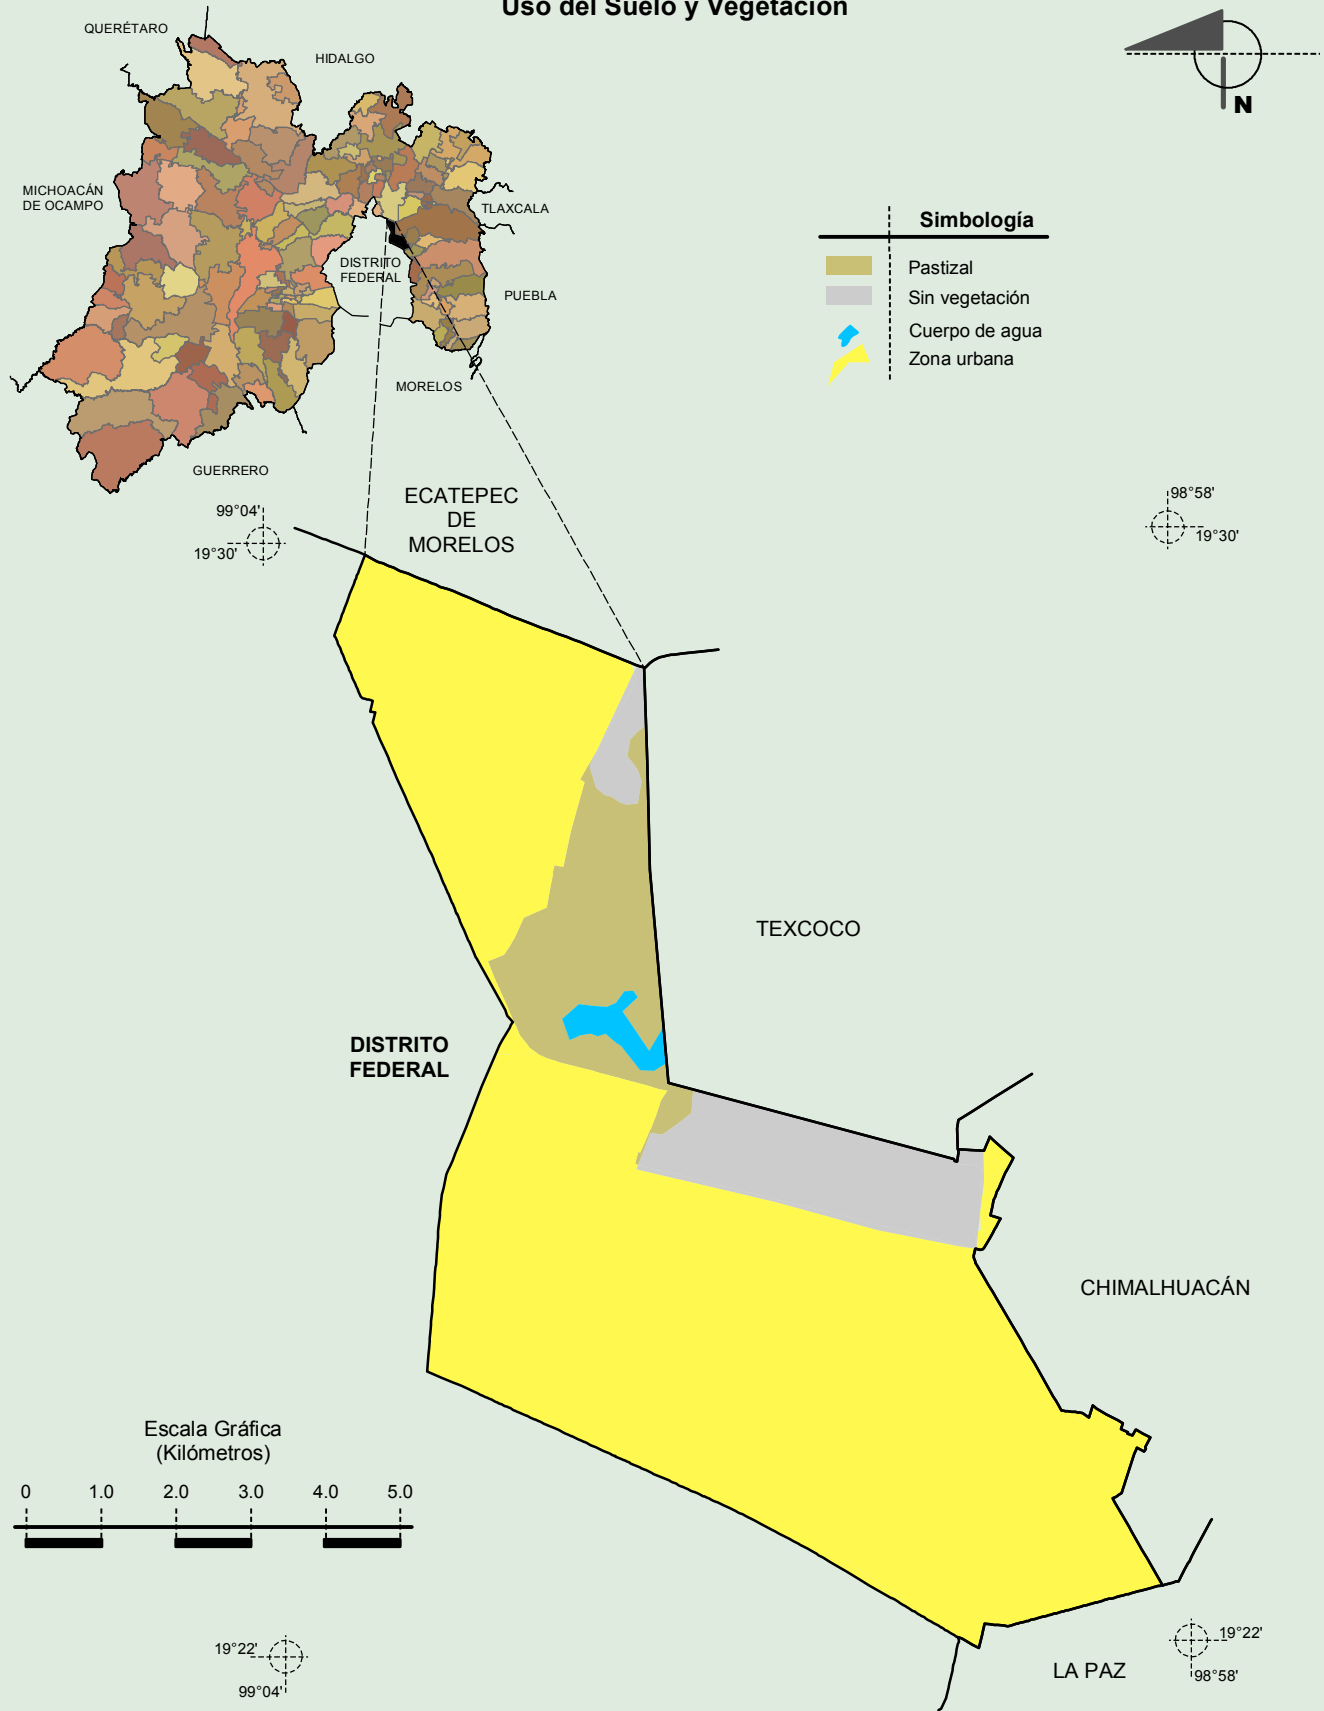 Uso del Suelo y Vegetación
QUERÉTARO
HIDALGO
N
MICHOACÁN
DE OCAMPO
TLAXCALA
DISTRITO
FEDERAL
PUEBLA
MORELOS
GUERRERO
Simbología
Pastizal
Sin vegetación
Cuerpo de agua
Zona urbana
99°04'
19°30'
ECATEPEC
DE
MORELOS
98°58'
19°30'
TEXCOCO
DISTRITO
FEDERAL
CHIMALHUACÁN
Escala Gráfica
(Kilómetros)
0 1.0 2.0 3.0 4.0 5.0
19°22'
99°04'
LA PAZ
19°22'
98°58'